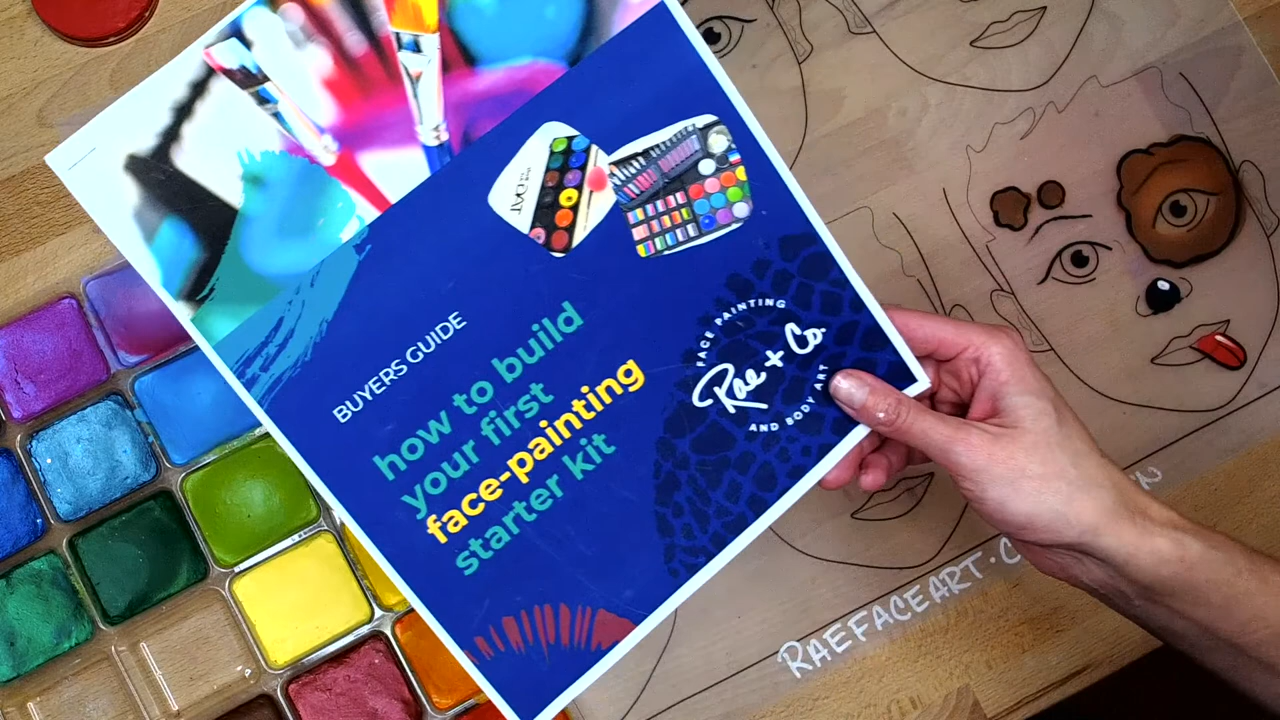 BUYERS GUIDE
how to build
your first
face-painting
starter kit
FACE PAINTING
Rae + Co.
AND BODY ART
RAEFACEART.C